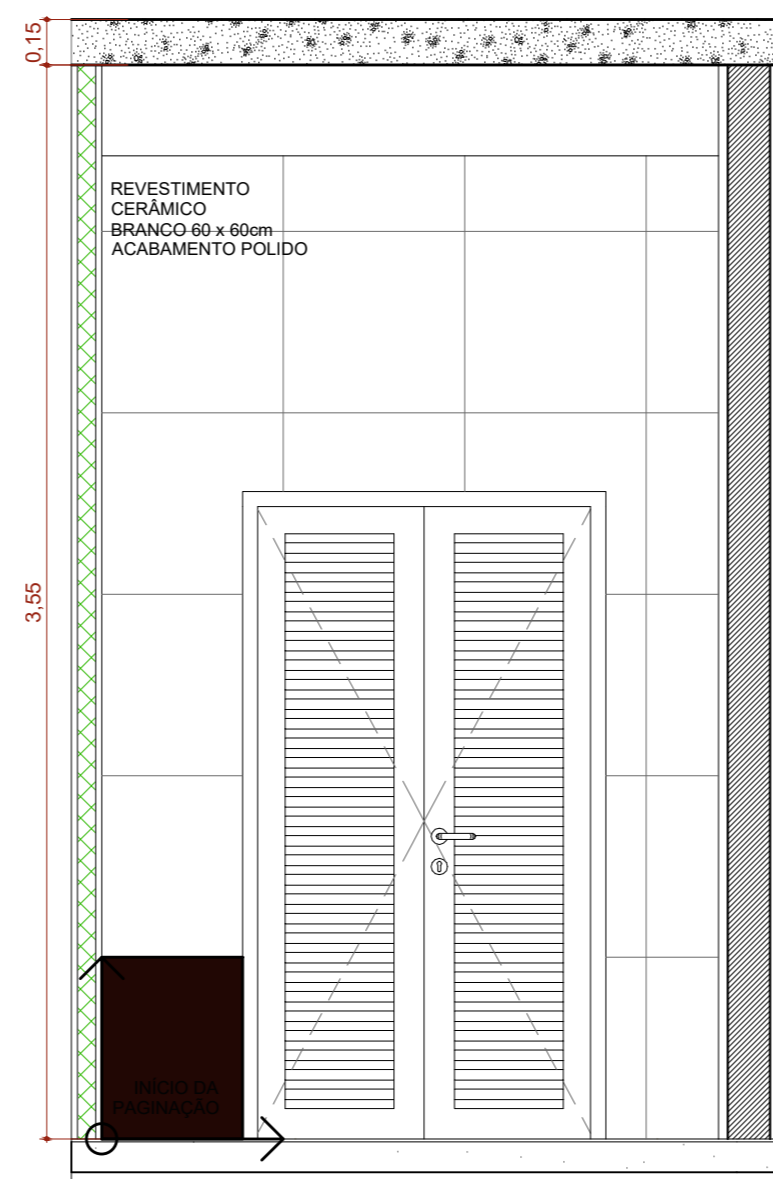 0,15
REVESTIMENTO
CERÂMICO
BRANCO 60 x 60cm
ACABAMENTO POLIDO
3,55
INÍCIO DA
PAGINAÇÃO